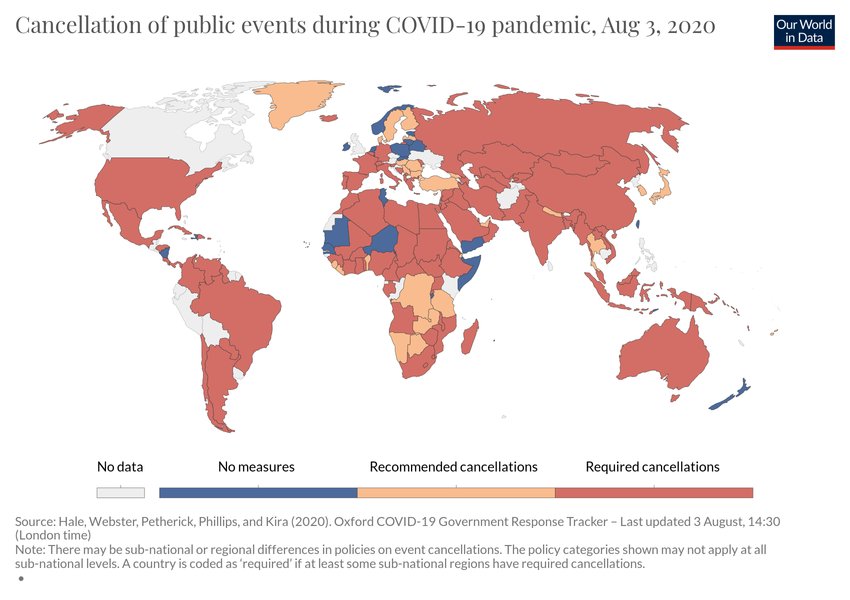 Cancellation of public events during COVID-19 pandemic, Aug 3, 2020
Our World
in Data
No data
No measures
Recommended cancellations
Required cancellations
Source: Hale, Webster, Petherick, Phillips, and Kira (2020). Oxford COVID-19 Government Response Tracker – Last updated 3 August, 14:30
(London time)
Note: There may be sub-national or regional differences in policies on event cancellations. The policy categories shown may not apply at all
sub-national levels. A country is coded as ‘required’ if at least some sub-national regions have required cancellations.
•